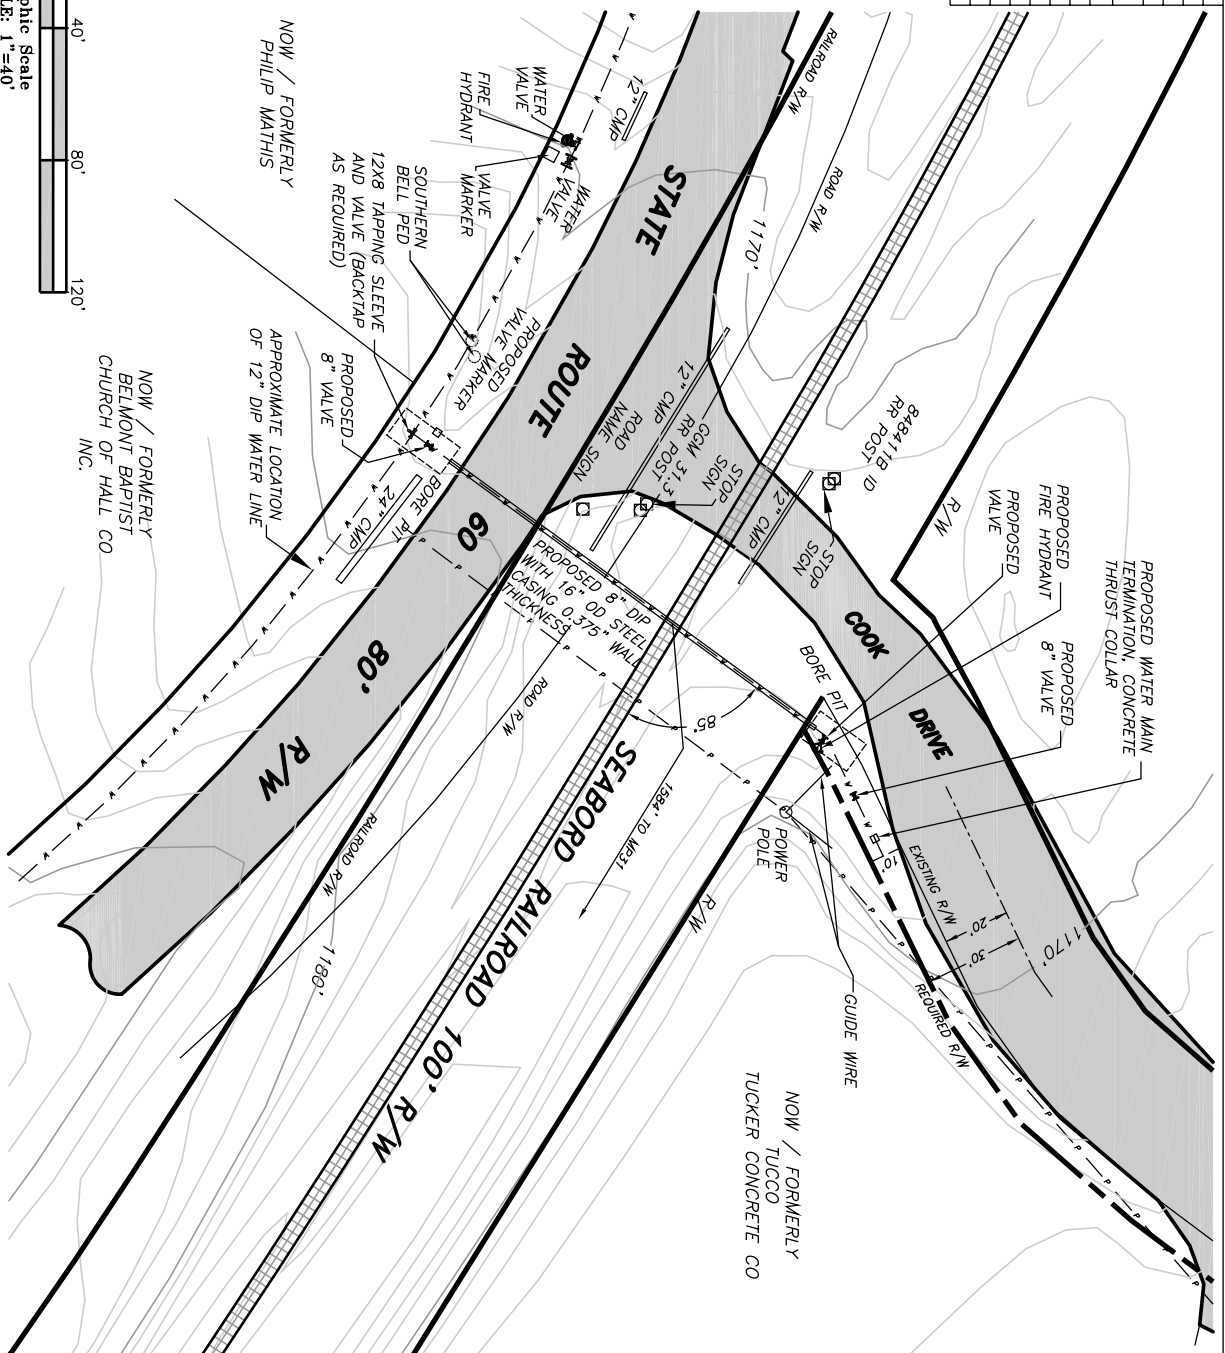 PROPOSED WATER MAIN
TERMINATION, CONCRETE
THRUST COLLAR
PROPOSED
8" VALVE
PROPOSED
FIRE HYDRANT
PROPOSED
VALVE
R/W
848411B ID
RR POST
STOP
SIGN
COOK
DRIVE
BORE PIT
EXISTING R/W
10'
20'
30'
1170'
REQUIRED R/W
GUIDE WIRE
POWER
POLE
R/W
NOW / FORMERLY
TUCCO
TUCKER CONCRETE CO
RAILROAD R/W
ROAD R/W
1170'
12" CMP
STOP
SIGN
CGM 31.3
RR POST
12" CMP
ROAD
NAME SIGN
PROPOSED 8" DIP
WITH 16" OD STEEL
CASING 0.375" WALL
THICKNESS
85°
1584' TO MP31
SEABORD RAILROAD 100' R/W
ROAD R/W
RAILROAD R/W
1180'
STATE
ROUTE
60
80'
R/W
12" CMP
WATER
VALVE
FIRE
HYDRANT
WATER
VALVE
VALVE
MARKER
SOUTHERN
BELL PED
12X8 TAPPING SLEEVE
AND VALVE (BACKTAP
AS REQUIRED)
PROPOSED
VALVE MARKER
PROPOSED
8" VALVE
BORE
PIT
24" CMP
APPROXIMATE LOCATION
OF 12" DIP WATER LINE
NOW / FORMERLY
PHILIP MATHIS
NOW / FORMERLY
BELMONT BAPTIST
CHURCH OF HALL CO
INC.
40'
80'
120'
phic Scale
LE: 1"=40'